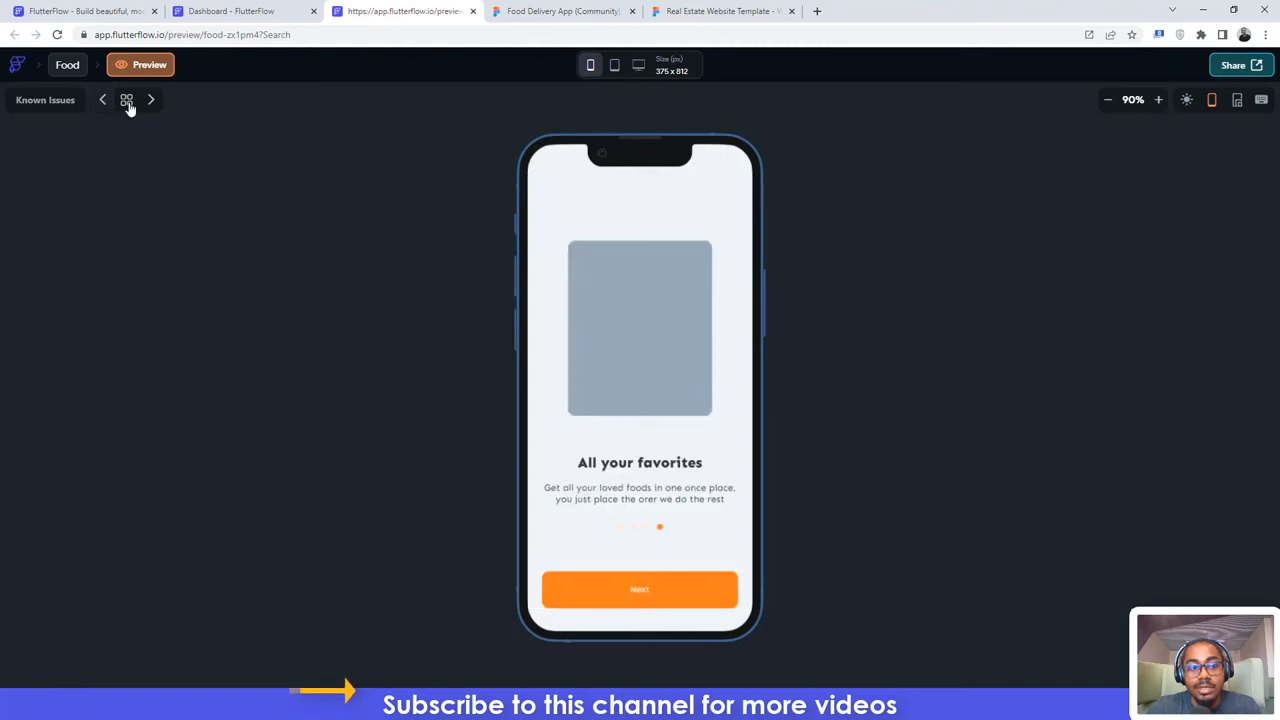 FlutterFlow - Build beautiful, mo
Dashboard - FlutterFlow
https://app.flutterflow.io/preview
Food Delivery App (Community)
Real Estate Website Template - W
app.flutterflow.io/preview/food-zx1pm4?Search
Food
Preview
Size (px)
375 x 812
Share
Known Issues
90%
All your favorites
Get all your loved foods in one once place,
you just place the orer we do the rest
Next
Subscribe to this channel for more videos